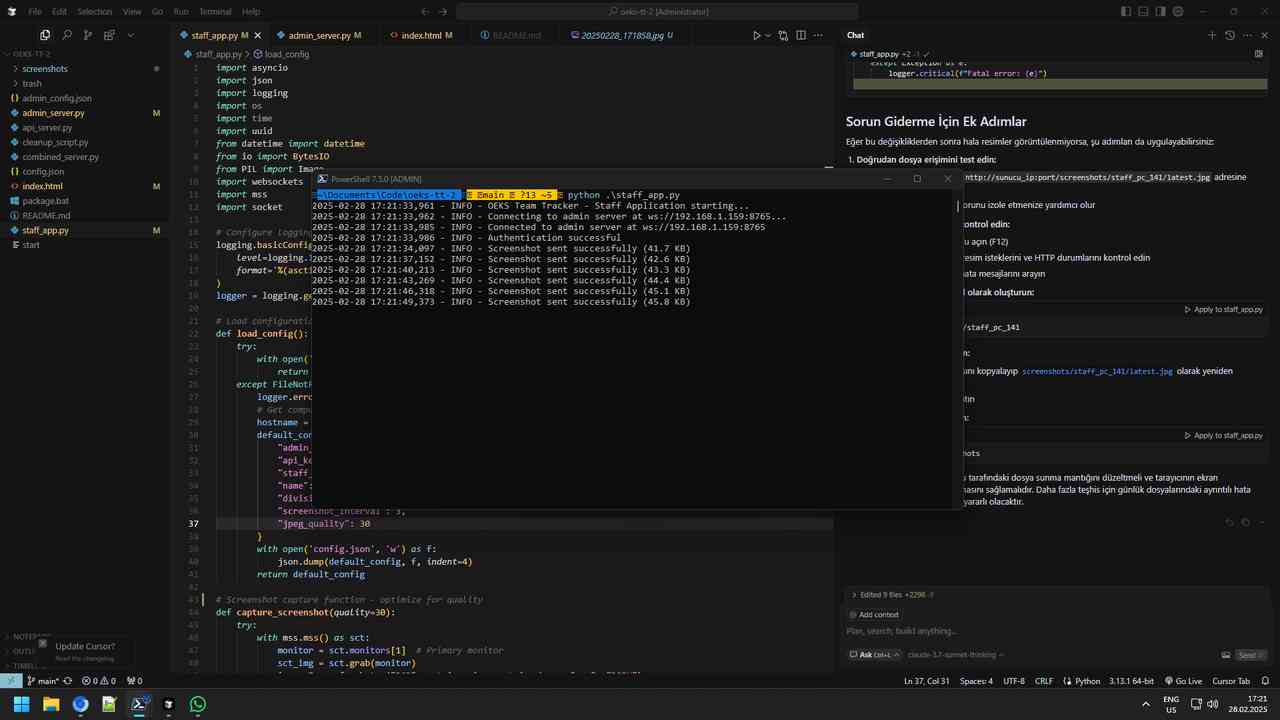 File Edit Selection View Go Run Terminal Help
oeks-tt-2 [Administrator]
OEKS-TT-2
screenshots
trash
admin_config.json
admin_server.py M
api_server.py
cleanup_script.py
combined_server.py
config.json
index.html M
package.bat
README.md
staff_app.py M
start
OUTL
TIMEL
Update Cursor?
Read the changelog.
staff_app.py M
admin_server.py M
index.html M
README.md
20250228_171858.jpg U
staff_app.py > load_config
1 import asyncio
2 import json
3 import logging
4 import os
5 import time
6 import uuid
7 from datetime import datetime
8 from io import BytesIO
9 from PIL import Image
10 import websockets
11 import mss
12 import socket
13
14 # Configure logging
15 logging.basicConfi
16 level=logging.
17 format='%(asct
18 )
19 logger = logging.ge
20
21 # Load configurati
22 def load_config():
23 try:
24 with open('
25 return
26 except FileNotF
27 logger.erro
28 # Get compu
29 hostname =
30 default_con
31 "admin_
32 "api_ke
33 "staff_
34 "name":
35 "divisi
36 "screenshot_interval": 3,
37 "jpeg_quality": 30
38 }
39 with open('config.json', 'w') as f:
40 json.dump(default_config, f, indent=4)
41 return default_config
42
43 # Screenshot capture function - optimize for quality
44 def capture_screenshot(quality=30):
45 try:
46 with mss.mss() as sct:
47 monitor = sct.monitors[1] # Primary monitor
48 sct_img = sct.grab(monitor)
PowerShell 7.5.0 [ADMIN]
~\Documents\Code\oeks-tt-2 main ?13 ~5 python .\staff_app.py
2025-02-28 17:21:33,961 - INFO - OEKS Team Tracker - Staff Application starting...
2025-02-28 17:21:33,962 - INFO - Connecting to admin server at ws://192.168.1.159:8765...
2025-02-28 17:21:33,985 - INFO - Connected to admin server at ws://192.168.1.159:8765
2025-02-28 17:21:33,986 - INFO - Authentication successful
2025-02-28 17:21:34,097 - INFO - Screenshot sent successfully (41.7 KB)
2025-02-28 17:21:37,152 - INFO - Screenshot sent successfully (42.6 KB)
2025-02-28 17:21:40,213 - INFO - Screenshot sent successfully (43.3 KB)
2025-02-28 17:21:43,269 - INFO - Screenshot sent successfully (44.4 KB)
2025-02-28 17:21:46,318 - INFO - Screenshot sent successfully (45.1 KB)
2025-02-28 17:21:49,373 - INFO - Screenshot sent successfully (45.8 KB)
Chat
staff_app.py +2 -1
except Exception as e:
logger.critical(f"Fatal error: {e}")
Sorun Giderme İçin Ek Adımlar
Eğer bu değişikliklerden sonra hala resimler görüntülenmiyorsa, şu adımları da uygulayabilirsiniz:
1. Doğrudan dosya erişimini test edin:
http://sunucu_ip:port/screenshots/staff_pc_141/latest.jpg adresine
orunu izole etmenize yardımcı olur
kontrol edin:
u açın (F12)
resim isteklerini ve HTTP durumlarını kontrol edin
hata mesajlarını arayın
l olarak oluşturun:
Apply to staff_app.py
/staff_pc_141
n:
ını kopyalayıp screenshots/staff_pc_141/latest.jpg olarak yeniden
tın
n:
Apply to staff_app.py
nots
u tarafındaki dosya sunma mantığını düzeltmeli ve tarayıcının ekran
masını sağlamalıdır. Daha fazla teşhis için günlük dosyalarındaki ayrıntılı hata
yararlı olacaktır.
Edited 9 files +2296
Add context
Plan, search, build anything...
Ask Ctrl+L
claude-3.7-sonnet-thinking
Send
main* 0 0 0
Ln 37, Col 31 Spaces: 4 UTF-8 CRLF Python 3.13.1 64-bit Go Live Cursor Tab
ENG
US
17:21
28.02.2025